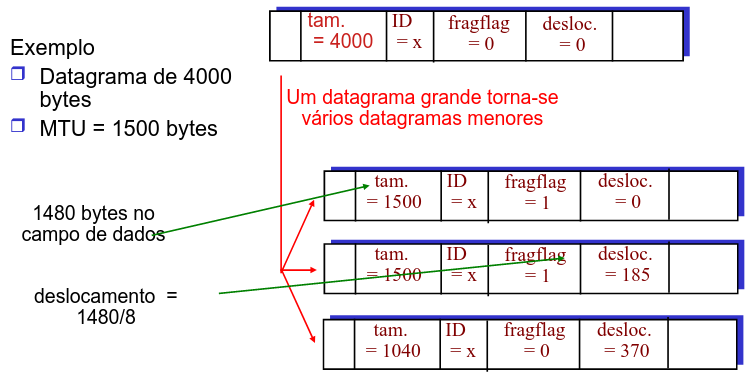 Exemplo
Datagrama de 4000
bytes
MTU = 1500 bytes
tam. ID fragflag desloc.
= 4000 = x = 0 = 0
Um datagrama grande torna-se
vários datagramas menores
tam. ID fragflag desloc.
= 1500 = x = 1 = 0
1480 bytes no
campo de dados
tam. ID fragflag desloc.
= 1500 = x = 1 = 185
deslocamento =
1480/8
tam. ID fragflag desloc.
= 1040 = x = 0 = 370